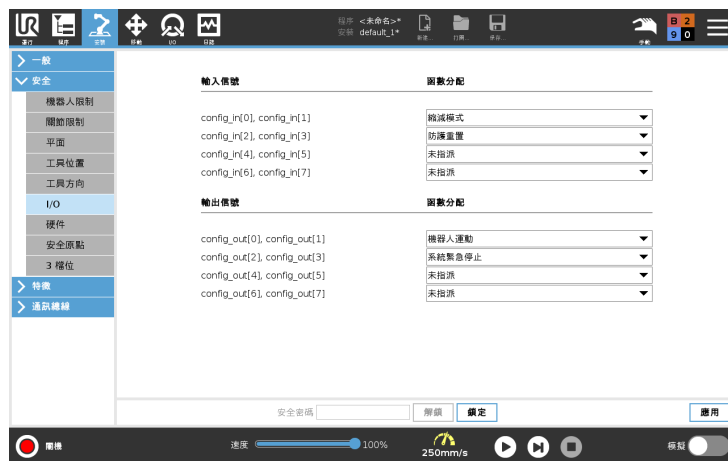 程序 <未命名>*
安裝 default_1*
運行 程序 安裝 移動 I/O 日誌 新建... 打開... 保存... 手動
B 2
9 0
一般
安全
機器人限制
關節限制
平面
工具位置
工具方向
I/O
硬件
安全原點
3 檔位
特徵
通訊總線
輸入信號 函數分配
config_in[0], config_in[1] 縮減模式
config_in[2], config_in[3] 防護重置
config_in[4], config_in[5] 未指派
config_in[6], config_in[7] 未指派
輸出信號 函數分配
config_out[0], config_out[1] 機器人運動
config_out[2], config_out[3] 系統緊急停止
config_out[4], config_out[5] 未指派
config_out[6], config_out[7] 未指派
安全密碼 解鎖 鎖定 應用
關機 速度 100% 250mm/s 模擬